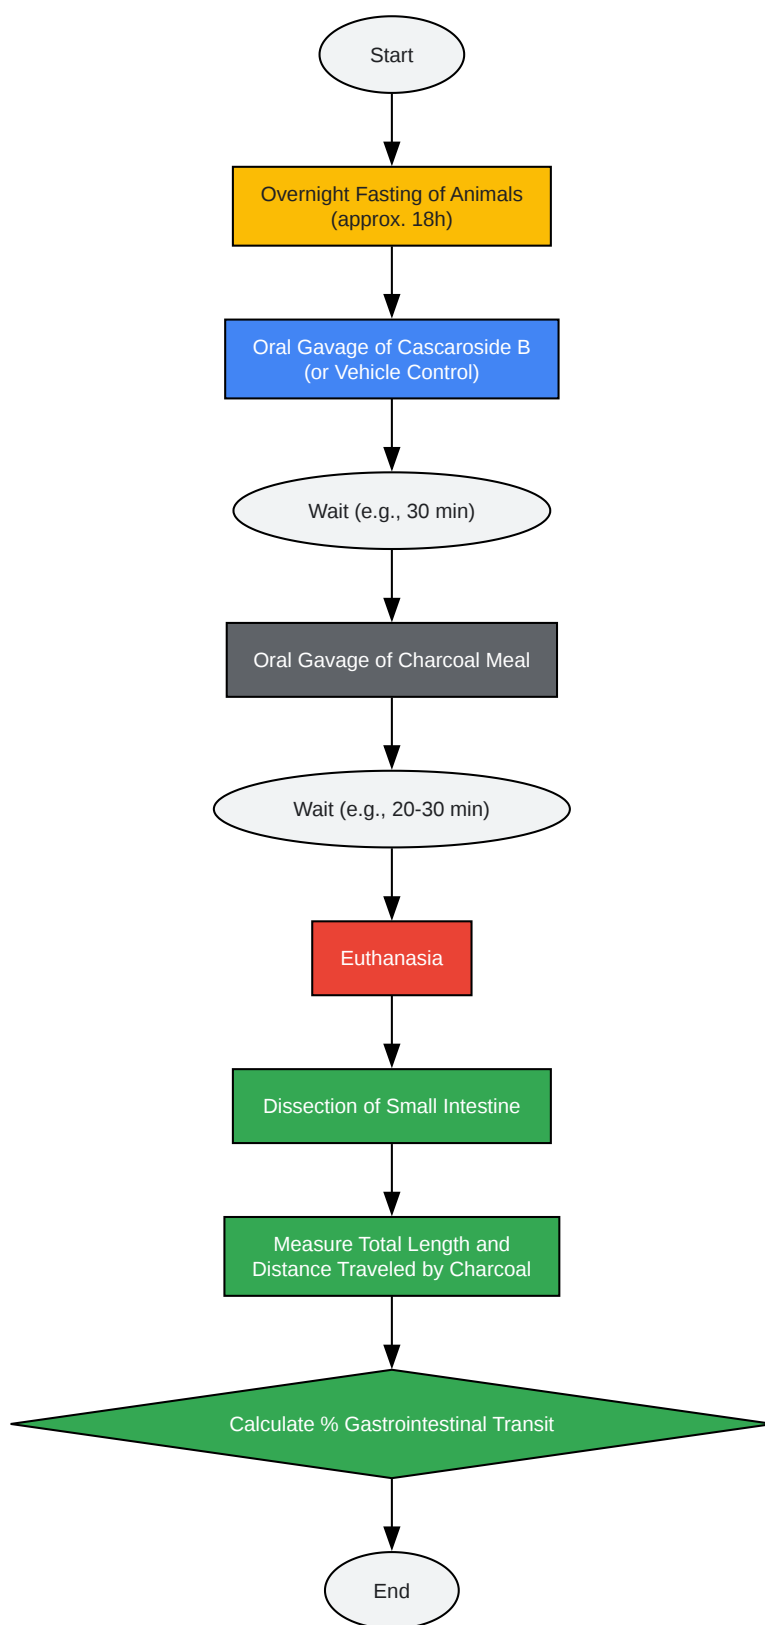 Start
Overnight Fasting of Animals
(approx. 18h)
Oral Gavage of Cascaroside B
(or Vehicle Control)
Wait (e.g., 30 min)
Oral Gavage of Charcoal Meal
Wait (e.g., 20-30 min)
Euthanasia
Dissection of Small Intestine
Measure Total Length and
Distance Traveled by Charcoal
Calculate % Gastrointestinal Transit
End